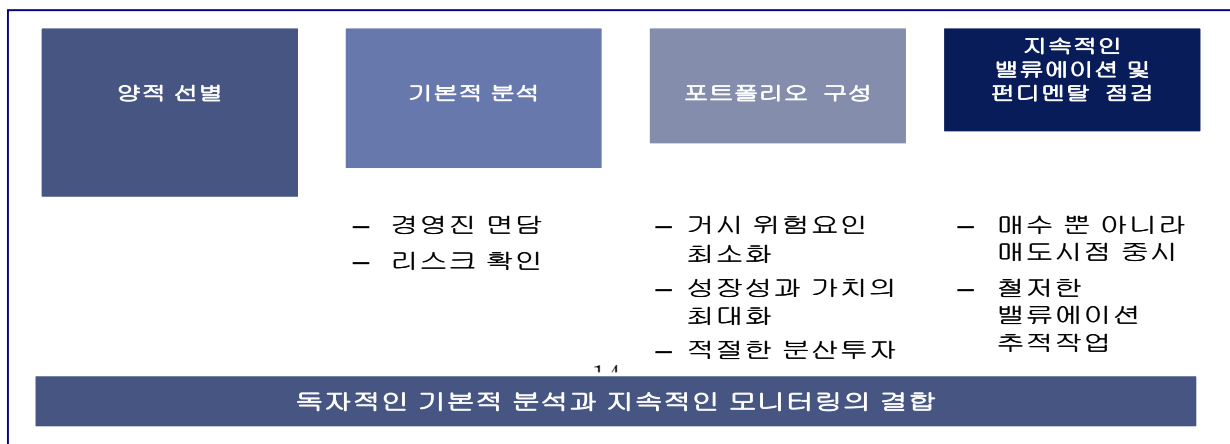 양적 선별
기본적 분석
포트폴리오 구성
지속적인
밸류에이션 및
펀디멘탈 점검
– 경영진 면담
– 리스크 확인
– 거시 위험요인
최소화
– 성장성과 가치의
최대화
– 적절한 분산투자
– 매수 뿐 아니라
매도시점 중시
– 철저한
밸류에이션
추적작업
14
독자적인 기본적 분석과 지속적인 모니터링의 결합